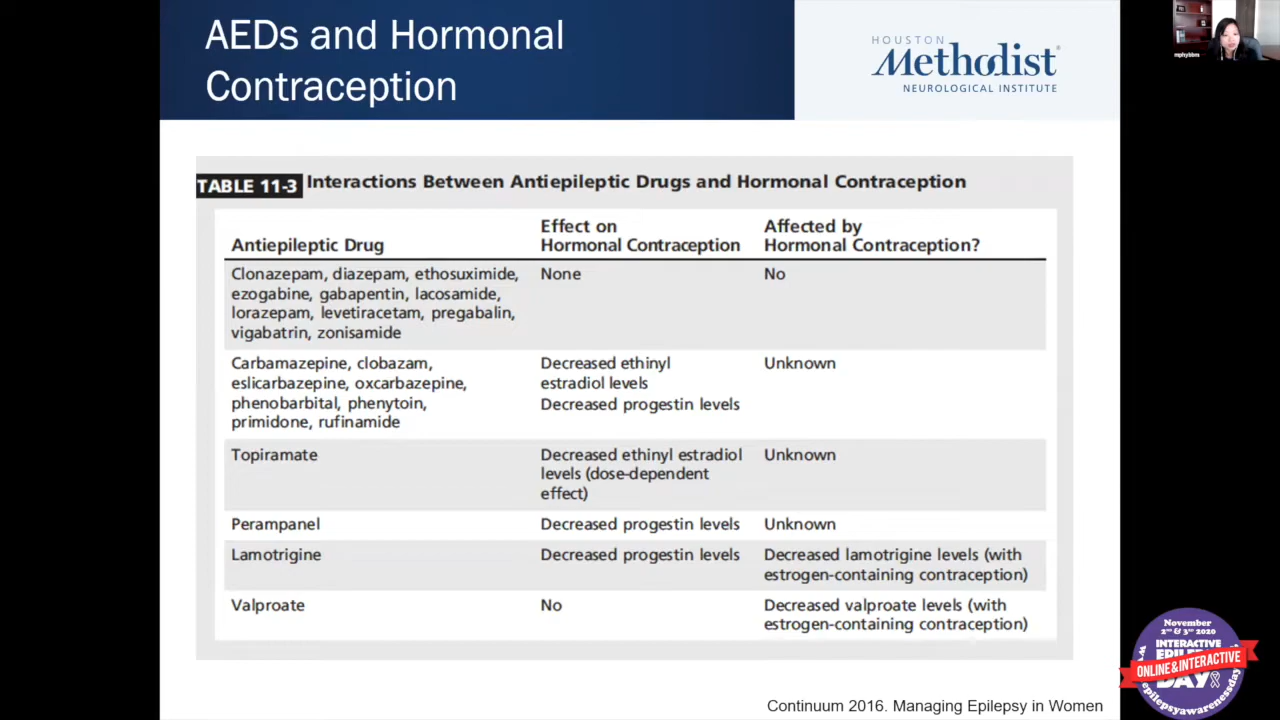 AEDs and Hormonal
Contraception
HOUSTON
Methodist
NEUROLOGICAL INSTITUTE
mphybbms
TABLE 11-3 Interactions Between Antiepileptic Drugs and Hormonal Contraception
Antiepileptic Drug
Effect on
Hormonal Contraception
Affected by
Hormonal Contraception?
Clonazepam, diazepam, ethosuximide,
ezogabine, gabapentin, lacosamide,
lorazepam, levetiracetam, pregabalin,
vigabatrin, zonisamide
None
No
Carbamazepine, clobazam,
eslicarbazepine, oxcarbazepine,
phenobarbital, phenytoin,
primidone, rufinamide
Decreased ethinyl
estradiol levels
Decreased progestin levels
Unknown
Topiramate
Decreased ethinyl estradiol
levels (dose-dependent
effect)
Unknown
Perampanel
Decreased progestin levels
Unknown
Lamotrigine
Decreased progestin levels
Decreased lamotrigine levels (with
estrogen-containing contraception)
Valproate
No
Decreased valproate levels (with
estrogen-containing contraception)
November
2ND & 3RD 2020
INTERACTIVE
ONLINE & INTERACTIVE
DAY
epilepsyawarenessday
Continuum 2016. Managing Epilepsy in Women